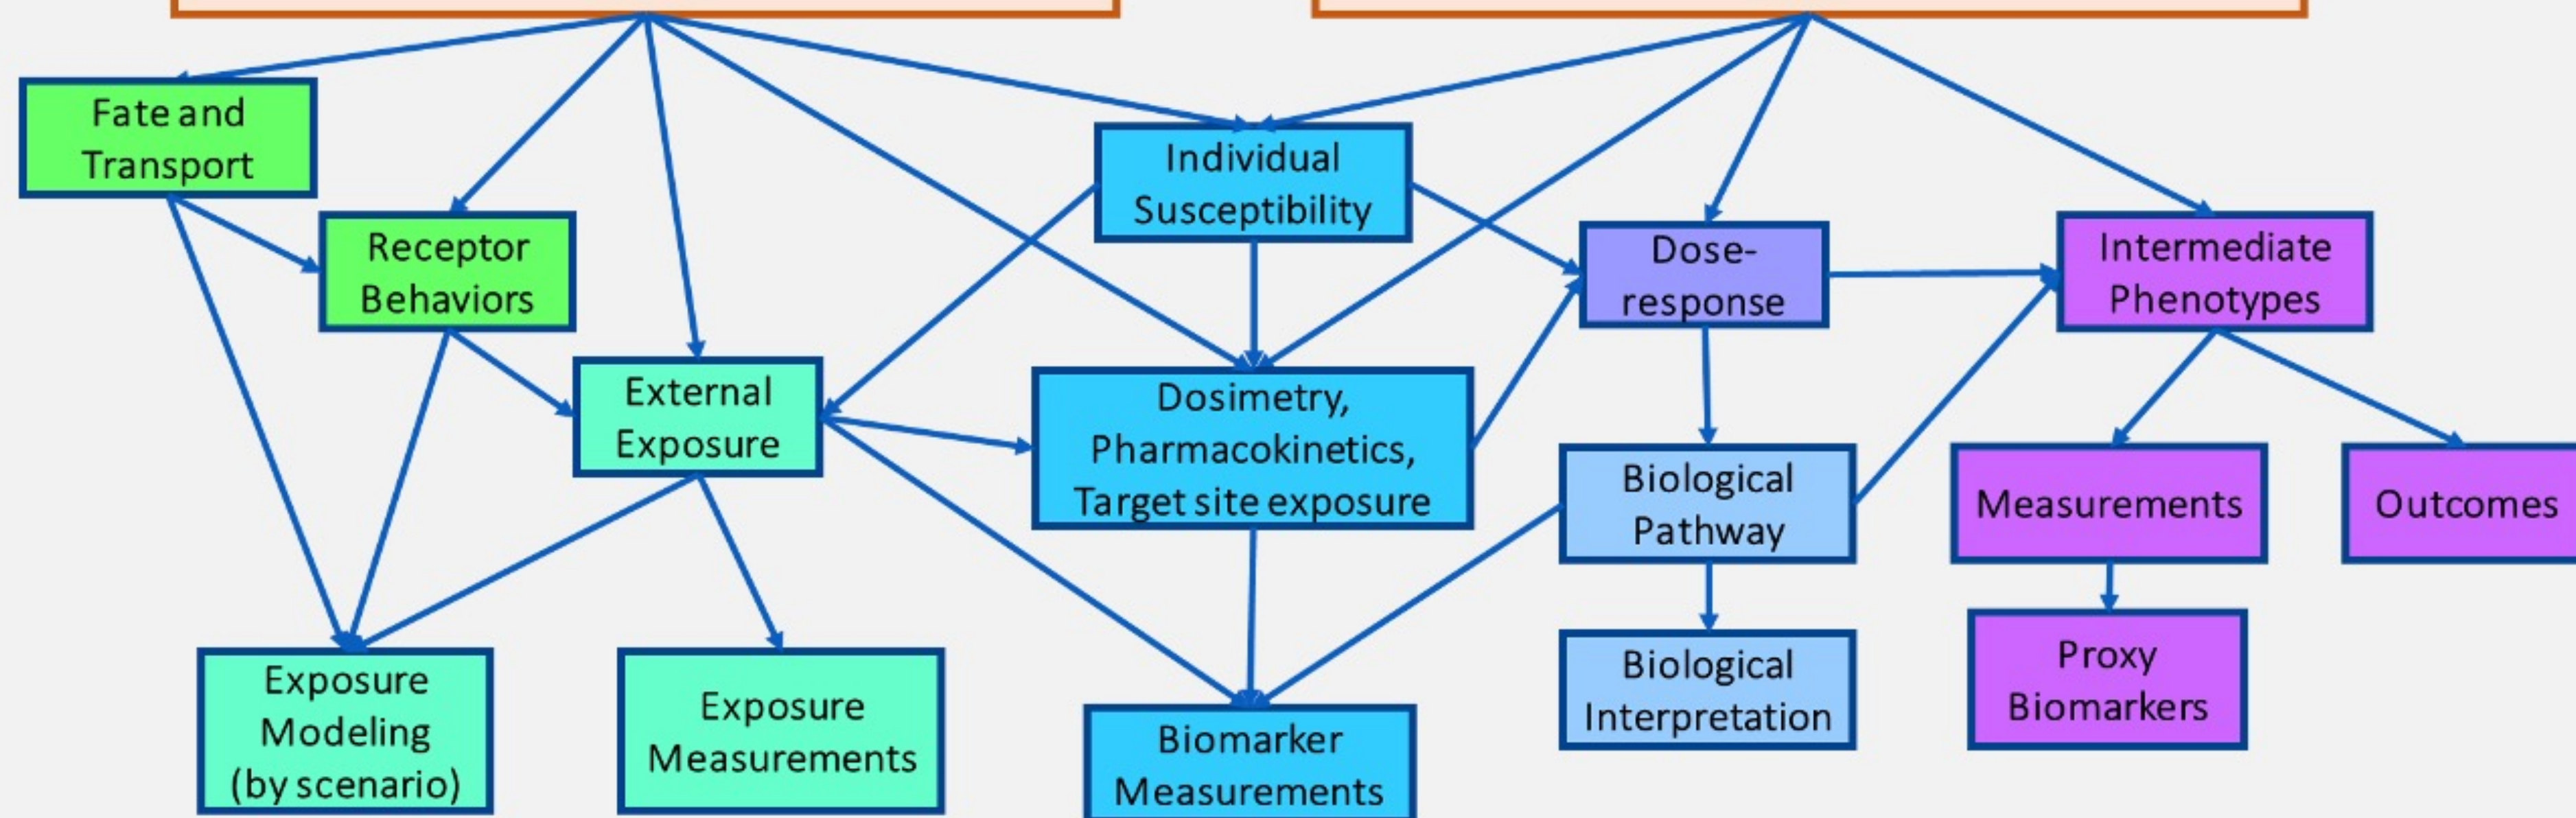 Fate and
Transport
Receptor
Behaviors
External
Exposure
Individual
Susceptibility
Dosimetry,
Pharmacokinetics,
Target site exposure
Dose-
response
Intermediate
Phenotypes
Biological
Pathway
Measurements
Outcomes
Exposure
Modeling
(by scenario)
Exposure
Measurements
Biomarker
Measurements
Biological
Interpretation
Proxy
Biomarkers